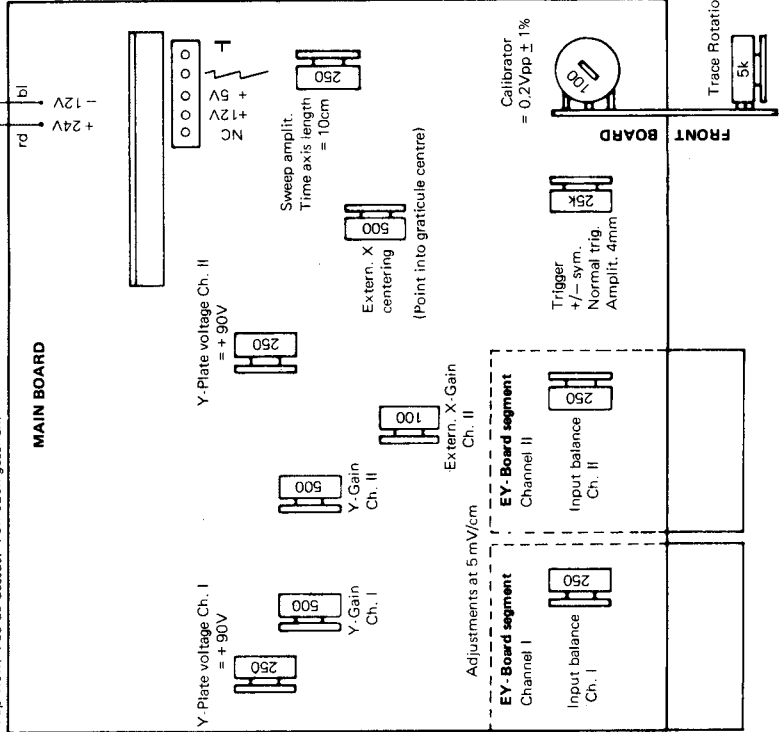 rd
bl
+24V
−12V
MAIN BOARD
NC
+12V
+ 5V
Y-Plate voltage Ch. II
= + 90V
250
Sweep amplit.
Time axis length
= 10cm
250
Extern. X
centering
500
(Point into graticule centre)
Y-Plate voltage Ch. I
= + 90V
250
500
Y-Gain
Ch. I
500
Y-Gain
Ch. II
100
Extern. X-Gain
Ch. II
Adjustments at 5 mV/cm
EY-Board segment
Channel I
250
Input balance
Ch. I
EY-Board segment
Channel II
250
Input balance
Ch. II
Trigger
+/− sym.
Normal trig.
Amplit. 4mm
25k
Calibrator
= 0.2Vpp ± 1%
100
BOARD
FRONT
Trace Rotatio
5k